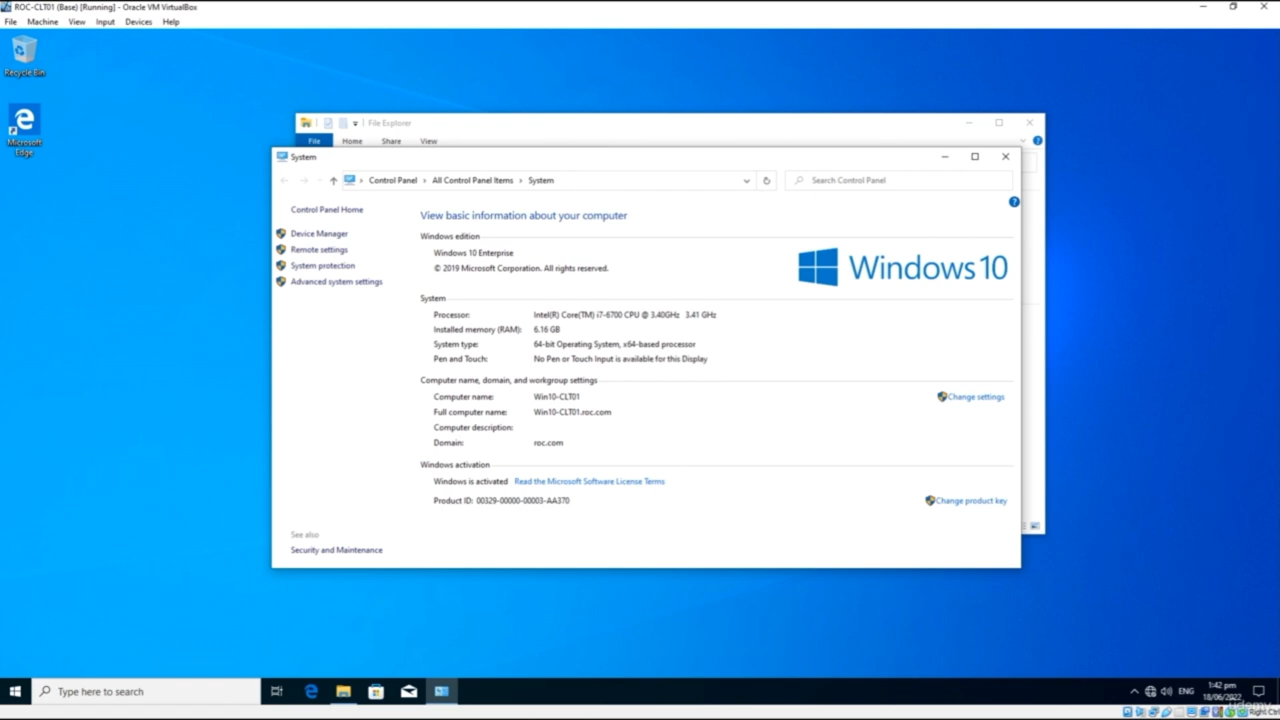 ROC-CLT01 (Base) [Running] - Oracle VM VirtualBox
File Machine View Input Devices Help
Recycle Bin
Microsoft Edge
File Explorer
File Home Share View
System
Control Panel › All Control Panel Items › System
Search Control Panel
Control Panel Home
Device Manager
Remote settings
System protection
Advanced system settings
View basic information about your computer
Windows edition
Windows 10 Enterprise
© 2019 Microsoft Corporation. All rights reserved.
Windows 10
System
Processor: Intel(R) Core(TM) i7-6700 CPU @ 3.40GHz 3.41 GHz
Installed memory (RAM): 6.16 GB
System type: 64-bit Operating System, x64-based processor
Pen and Touch: No Pen or Touch Input is available for this Display
Computer name, domain, and workgroup settings
Computer name: Win10-CLT01
Change settings
Full computer name: Win10-CLT01.roc.com
Computer description:
Domain: roc.com
Windows activation
Windows is activated Read the Microsoft Software License Terms
Product ID: 00329-00000-00003-AA370
Change product key
See also
Security and Maintenance
Type here to search
ENG
1:42 pm
18/06/2022
udemy
Right Ctrl